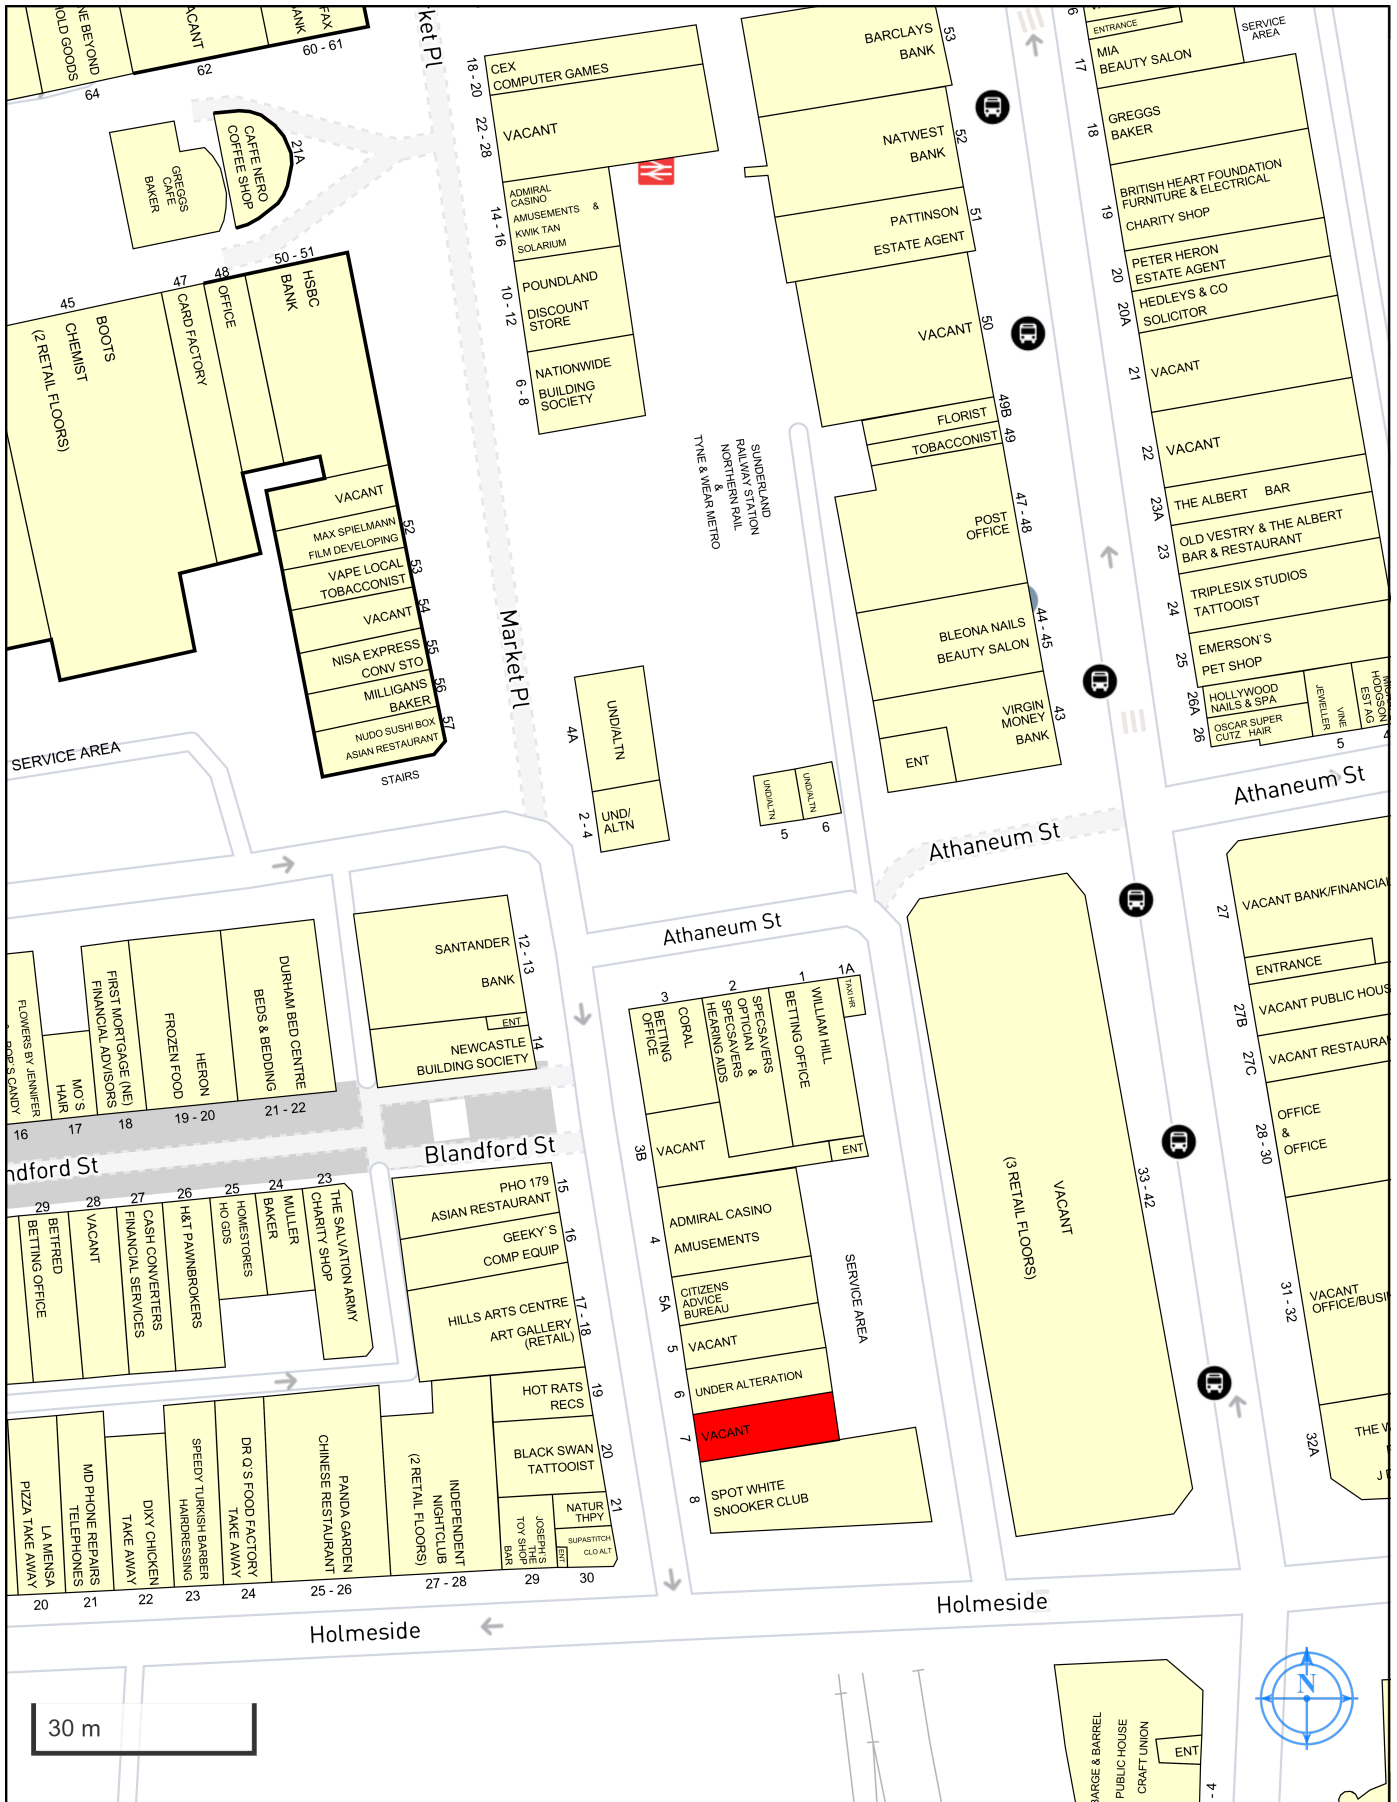 HOLD GOODS
NE BEYOND
64
VACANT
62
BANK
60 - 61
Market Pl
18 - 20
CEX
COMPUTER GAMES
22 - 28
VACANT
BARCLAYS
BANK
53
ENTRANCE
SERVICE
AREA
17
MIA
BEAUTY SALON
18
GREGGS
BAKER
GREGGS
CAFE
BAKER
CAFFE NERO
COFFEE SHOP
21A
NATWEST
BANK
52
14 - 16
ADMIRAL
CASINO
AMUSEMENTS &
KWIK TAN
SOLARIUM
19
BRITISH HEART FOUNDATION
FURNITURE & ELECTRICAL
CHARITY SHOP
PATTINSON
ESTATE AGENT
51
20
PETER HERON
ESTATE AGENT
20A
HEDLEYS & CO
SOLICITOR
45
BOOTS
CHEMIST
(2 RETAIL FLOORS)
47
CARD FACTORY
48
OFFICE
50 - 51
HSBC
BANK
10 - 12
POUNDLAND
DISCOUNT
STORE
VACANT
50
21
VACANT
6 - 8
NATIONWIDE
BUILDING
SOCIETY
FLORIST
49B
TOBACCONIST
49
22
VACANT
SUNDERLAND
RAILWAY STATION
NORTHERN RAIL
&
TYNE & WEAR METRO
VACANT
MAX SPIELMANN
FILM DEVELOPING
52
VAPE LOCAL
TOBACCONIST
53
VACANT
54
NISA EXPRESS
CONV STO
55
MILLIGANS
BAKER
56
NUDO SUSHI BOX
ASIAN RESTAURANT
57
STAIRS
SERVICE AREA
POST
OFFICE
47 - 48
23A
THE ALBERT BAR
23
OLD VESTRY & THE ALBERT
BAR & RESTAURANT
24
TRIPLESIX STUDIOS
TATTOOIST
BLEONA NAILS
BEAUTY SALON
44 - 45
25
EMERSON`S
PET SHOP
26A
HOLLYWOOD
NAILS & SPA
26
OSCAR SUPER
CUTZ HAIR
JEWELLER
VINE
5
HODGSON
EST AG
4
Market Pl
4A
UND/ALTN
2 - 4
UND/
ALTN
UND/ALTN
5
UND/ALTN
6
VIRGIN
MONEY
BANK
43
ENT
Athaneum St
Athaneum St
Athaneum St
27
VACANT BANK/FINANCIAL
ENTRANCE
27B
VACANT PUBLIC HOUS
27C
VACANT RESTAURA
28 - 30
OFFICE
&
OFFICE
31 - 32
VACANT
OFFICE/BUSI
32A
THE W
SANTANDER
BANK
12 - 13
ENT
NEWCASTLE
BUILDING SOCIETY
14
FLOWERS BY JENNIFER
& POP'S CANDY
16
MO`S
HAIR
17
FIRST MORTGAGE (NE)
FINANCIAL ADVISORS
18
HERON
FROZEN FOOD
19 - 20
DURHAM BED CENTRE
BEDS & BEDDING
21 - 22
3
CORAL
BETTING
OFFICE
2
SPECSAVERS
OPTICIAN &
SPECSAVERS
HEARING AIDS
1
WILLIAM HILL
BETTING OFFICE
1A
TAXI HR
3B
VACANT
ENT
ndford St
Blandford St
29
BETFRED
BETTING OFFICE
28
VACANT
27
CASH CONVERTERS
FINANCIAL SERVICES
26
H&T PAWNBROKERS
25
HOMESTORES
HO GDS
24
MULLER
BAKER
23
THE SALVATION ARMY
CHARITY SHOP
PHO 179
ASIAN RESTAURANT
15
GEEKY`S
COMP EQUIP
16
HILLS ARTS CENTRE
ART GALLERY
(RETAIL)
17 - 18
4
ADMIRAL CASINO
AMUSEMENTS
5A
CITIZENS
ADVICE
BUREAU
5
VACANT
6
UNDER ALTERATION
7
VACANT
8
SPOT WHITE
SNOOKER CLUB
SERVICE AREA
VACANT
(3 RETAIL FLOORS)
33 - 42
HOT RATS
RECS
19
BLACK SWAN
TATTOOIST
20
NATUR
THPY
21
SUPASTITCH
CLO ALT
ENT
30
JOSEPH`S
THE
TOY SHOP
BAR
29
LA MENSA
PIZZA TAKE AWAY
20
MD PHONE REPAIRS
TELEPHONES
21
DIXY CHICKEN
TAKE AWAY
22
SPEEDY TURKISH BARBER
HAIRDRESSING
23
DR Q`S FOOD FACTORY
TAKE AWAY
24
PANDA GARDEN
CHINESE RESTAURANT
25 - 26
INDEPENDENT
NIGHTCLUB
(2 RETAIL FLOORS)
27 - 28
Holmeside
Holmeside
30 m
N
BARGE & BARREL
PUBLIC HOUSE
CRAFT UNION
ENT
- 4